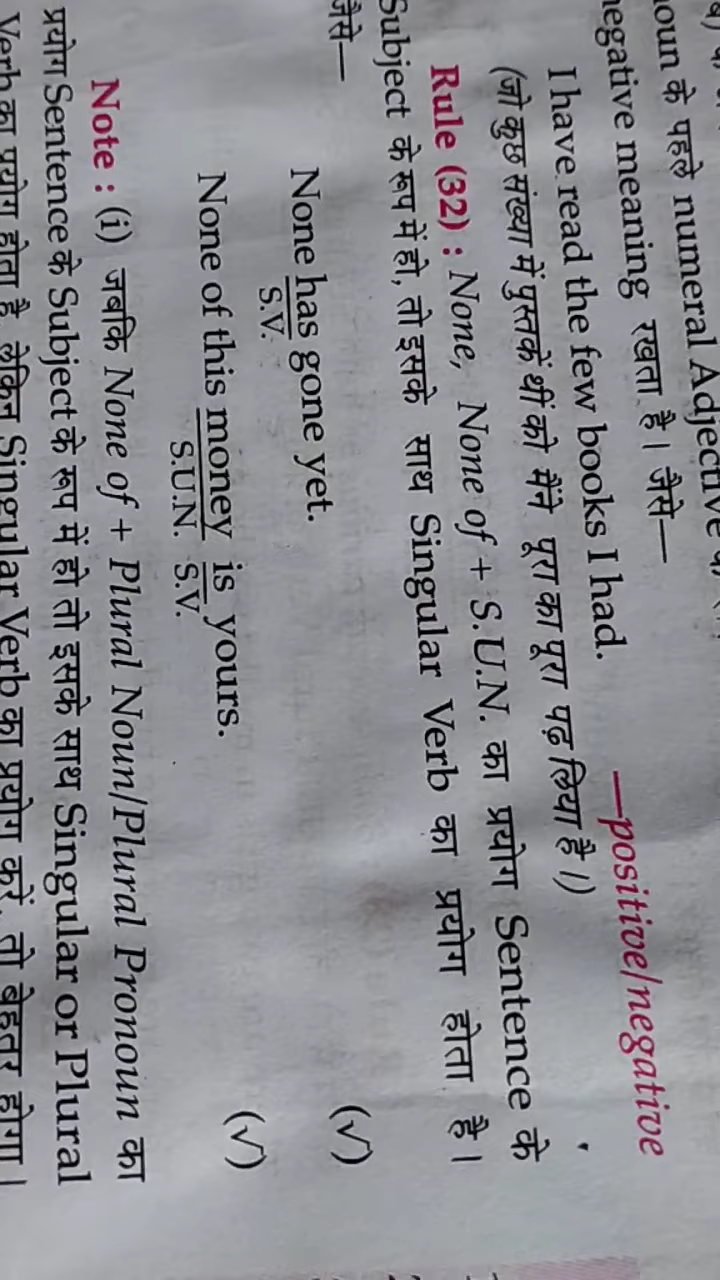 noun के पहले numeral Adjective
negative meaning रखता है। जैसे—
—positive/negative
I have read the few books I had.
(जो कुछ संख्या में पुस्तकें थीं को मैंने पूरा का पूरा पढ़ लिया है।)
Rule (32) : None, None of + S.U.N. का प्रयोग Sentence के
Subject के रूप में हो, तो इसके साथ Singular Verb का प्रयोग होता है।
जैसे—
None has gone yet. (√)
S.V.
None of this money is yours. (√)
S.U.N. S.V.
Note : (i) जबकि None of + Plural Noun/Plural Pronoun का
प्रयोग Sentence के Subject के रूप में हो तो इसके साथ Singular or Plural
Verb का प्रयोग होता है, लेकिन Singular Verb का प्रयोग करें, तो बेहतर होगा।